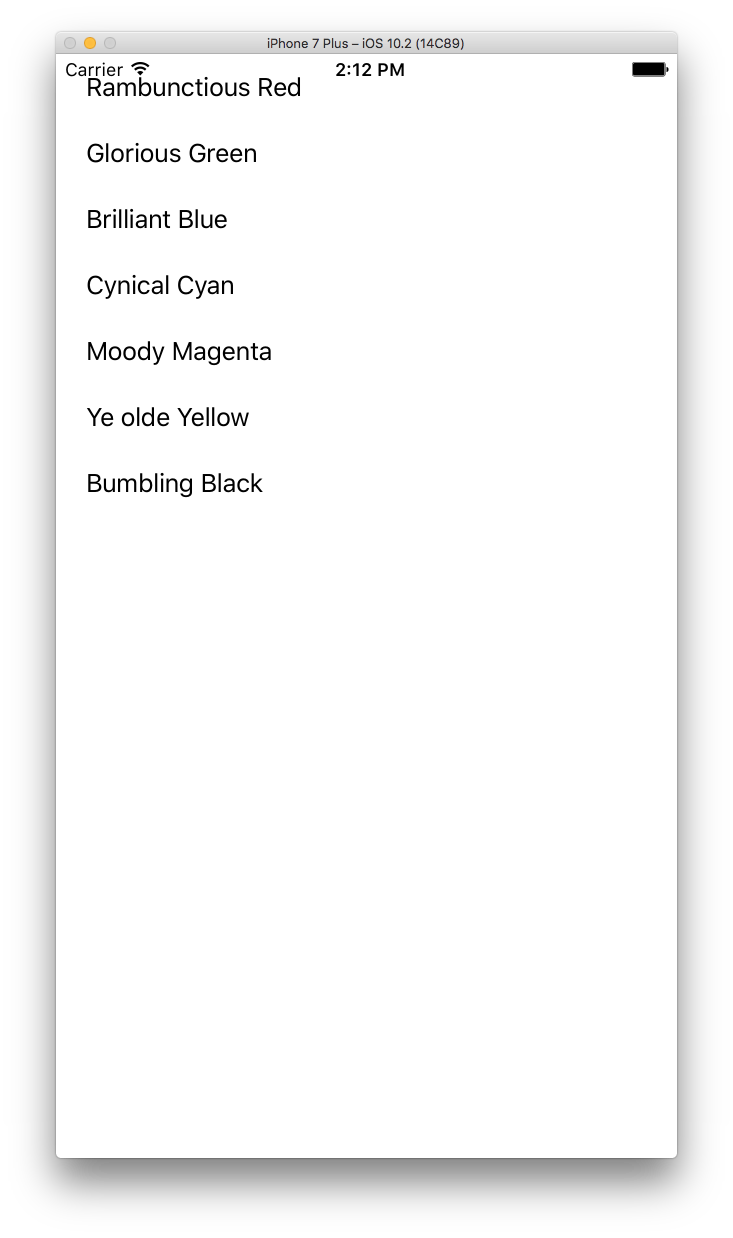 iPhone 7 Plus – iOS 10.2 (14C89)
Carrier 2:12 PM
Rambunctious Red
Glorious Green
Brilliant Blue
Cynical Cyan
Moody Magenta
Ye olde Yellow
Bumbling Black